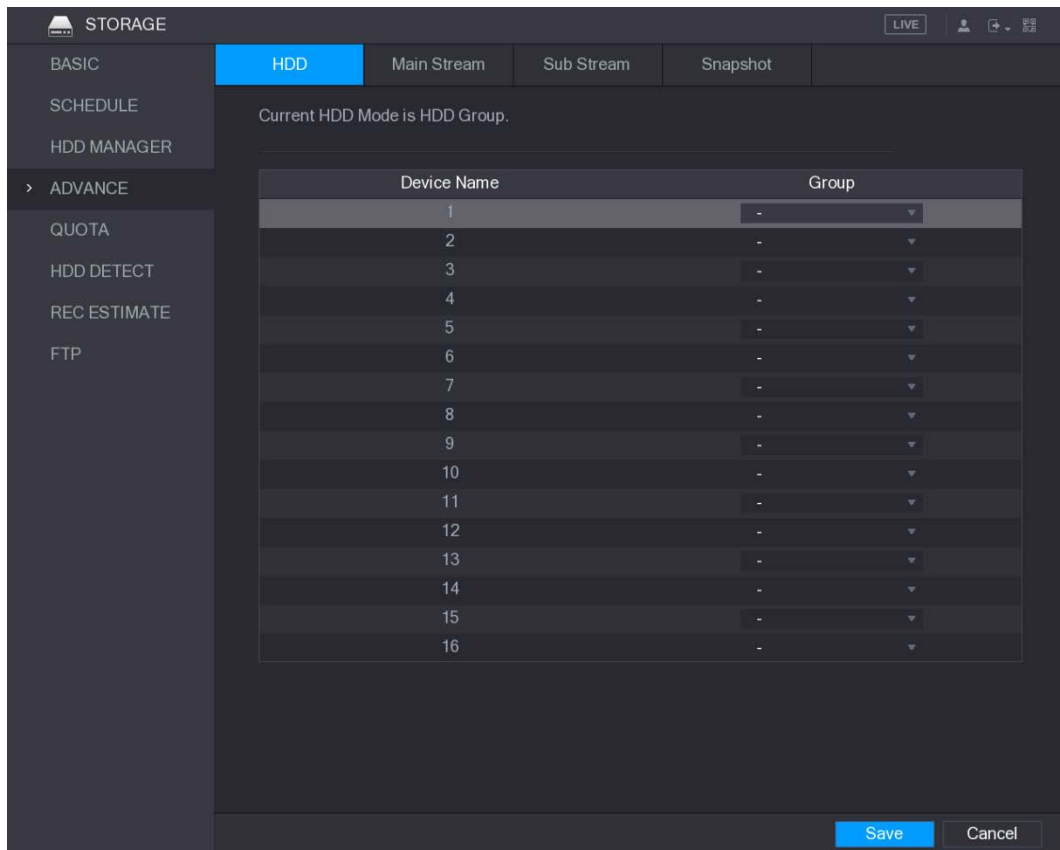 STORAGE
LIVE
BASIC
SCHEDULE
HDD MANAGER
ADVANCE
QUOTA
HDD DETECT
REC ESTIMATE
FTP
HDD Main Stream Sub Stream Snapshot
Current HDD Mode is HDD Group.
Device Name Group
1 -
2 -
3 -
4 -
5 -
6 -
7 -
8 -
9 -
10 -
11 -
12 -
13 -
14 -
15 -
16 -
Save Cancel